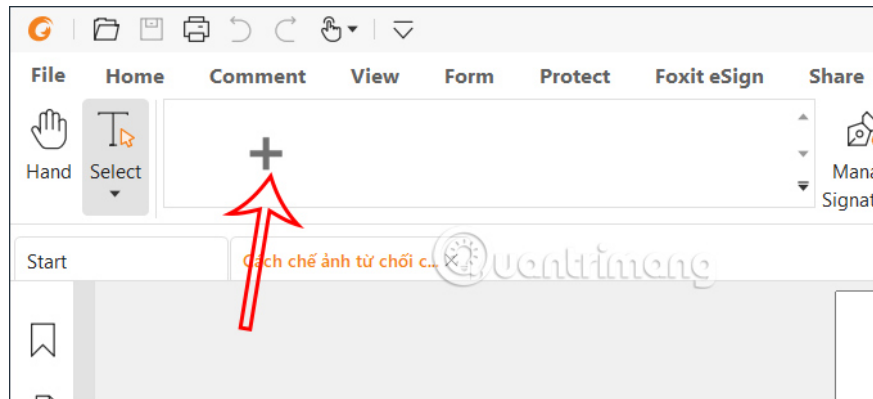 File Home Comment View Form Protect Foxit eSign Share
Hand Select
Mana
Signat
Start Cách chế ảnh từ chối c...
Quantrimang